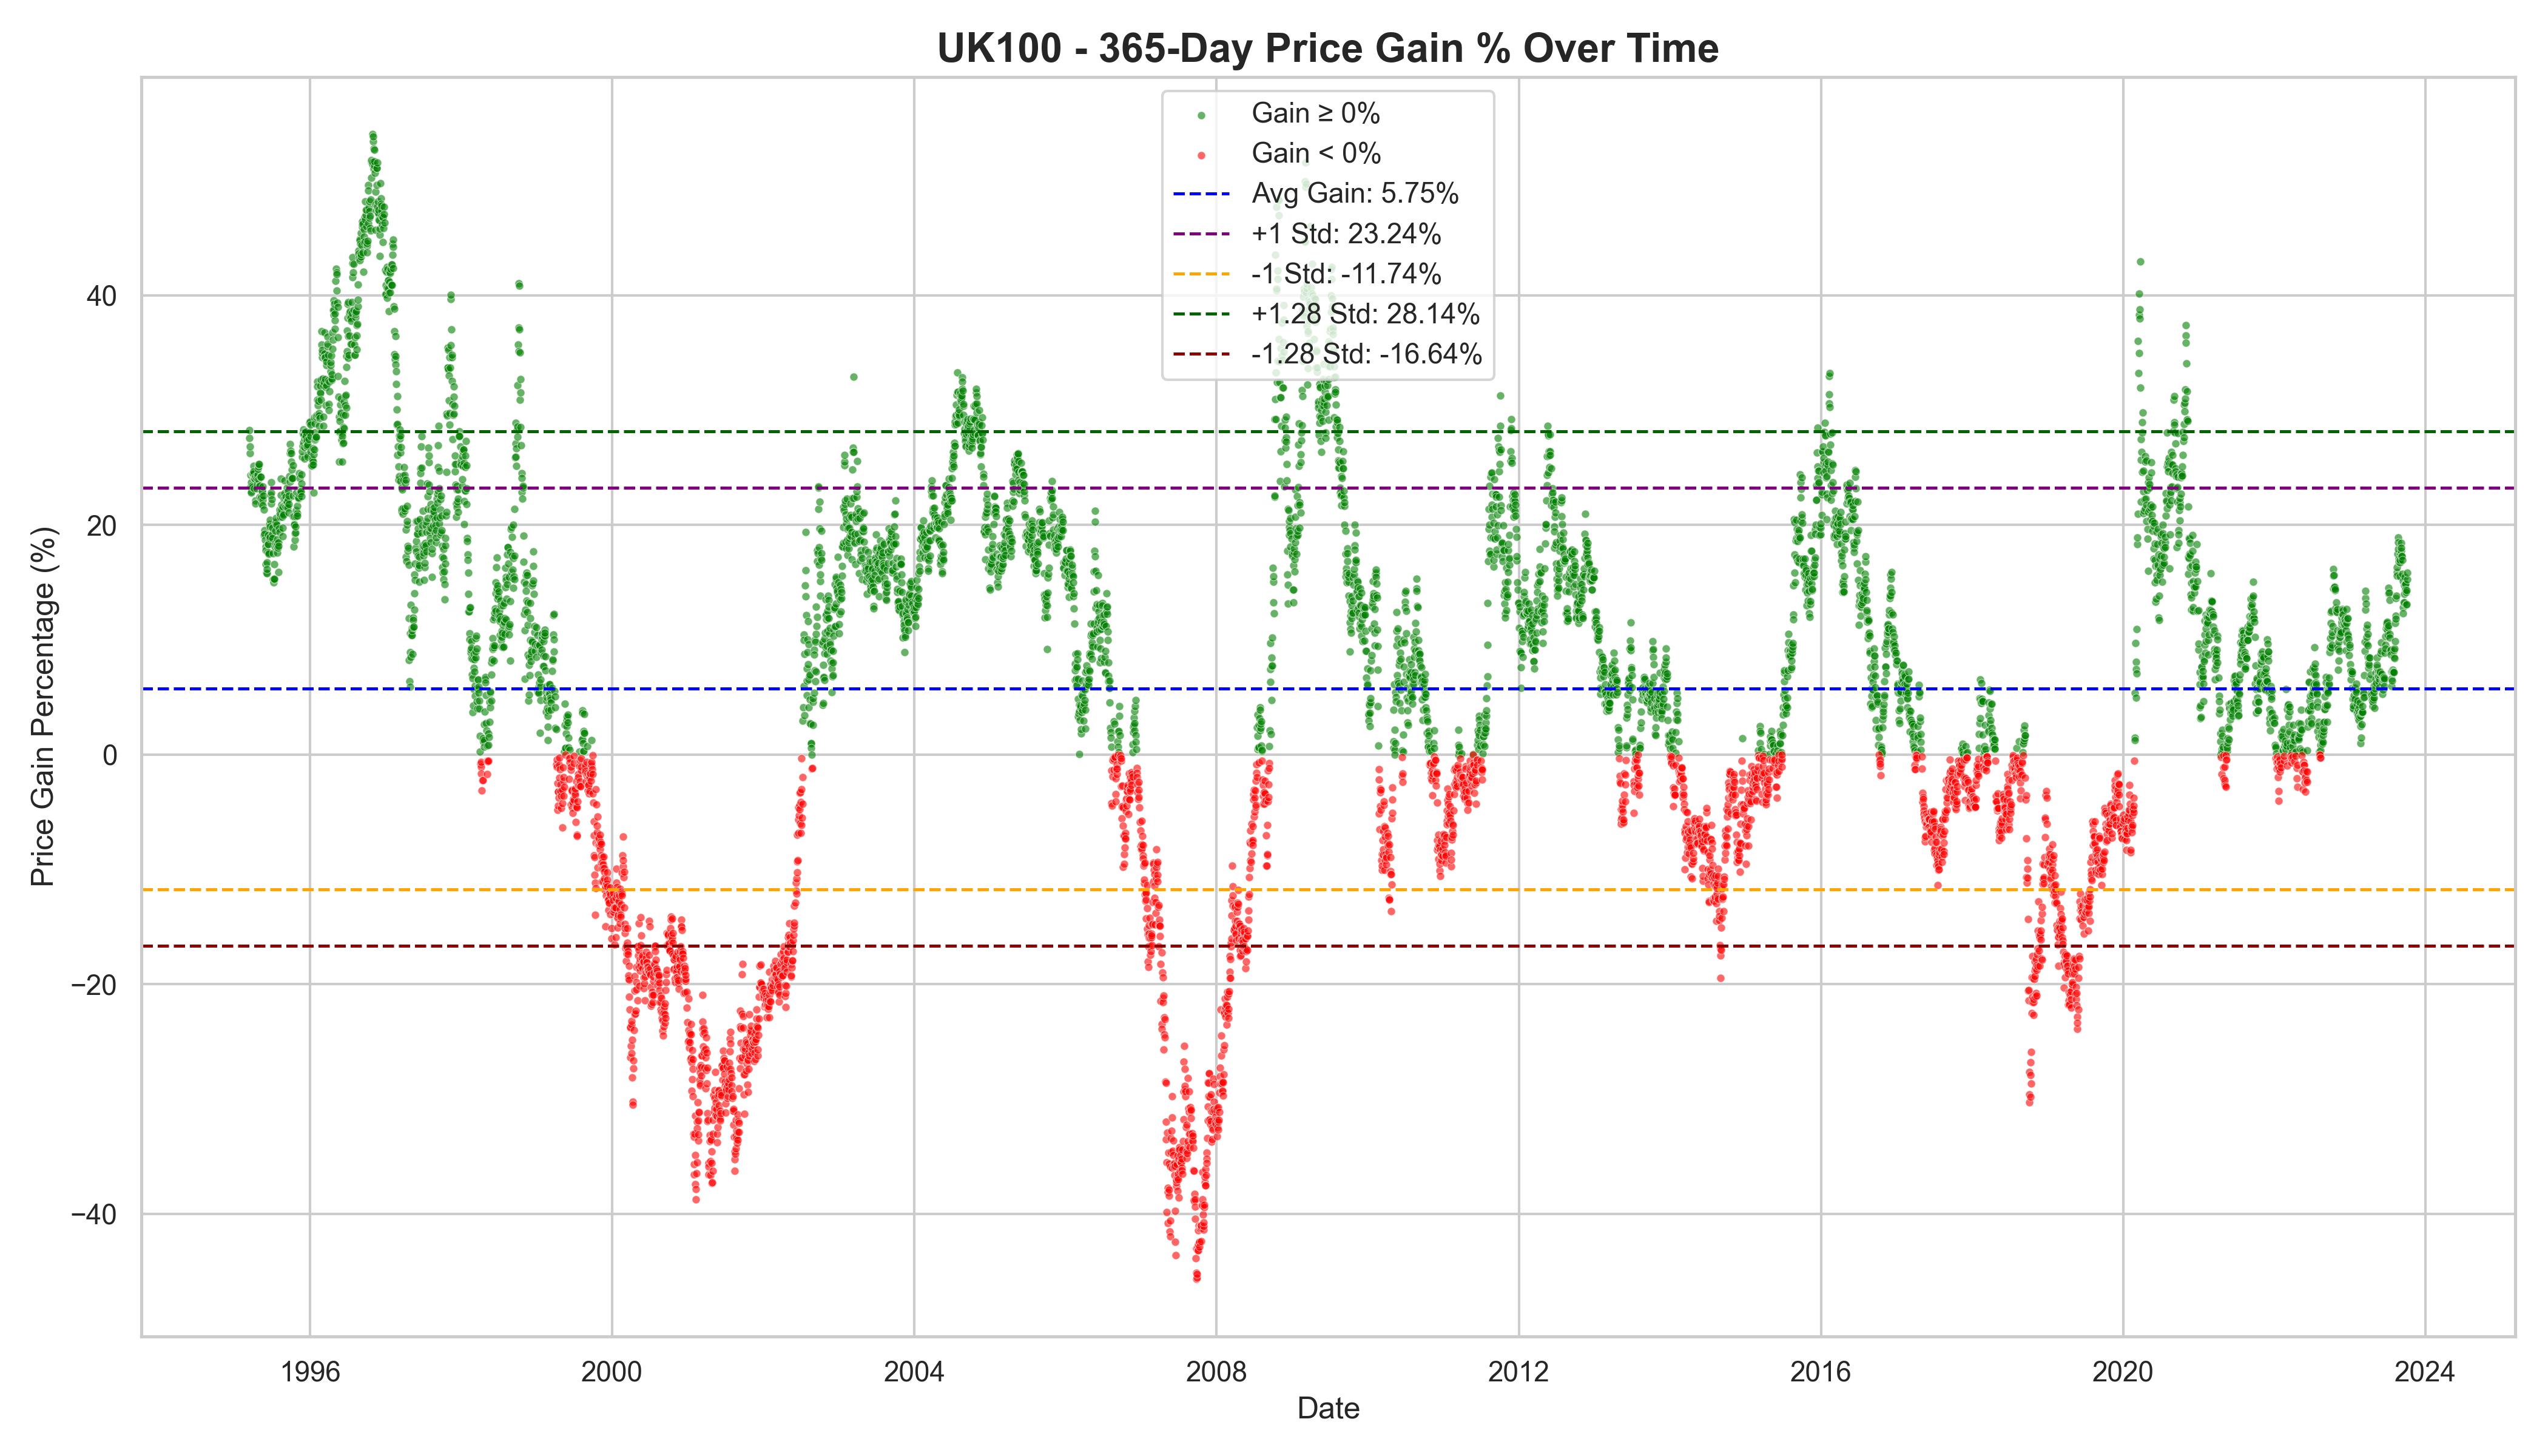 UK100 - 365-Day Price Gain % Over Time
Gain ≥ 0%
Gain < 0%
Avg Gain: 5.75%
+1 Std: 23.24%
-1 Std: -11.74%
+1.28 Std: 28.14%
-1.28 Std: -16.64%
Price Gain Percentage (%)
40
20
0
−20
−40
1996
2000
2004
2008
2012
2016
2020
2024
Date